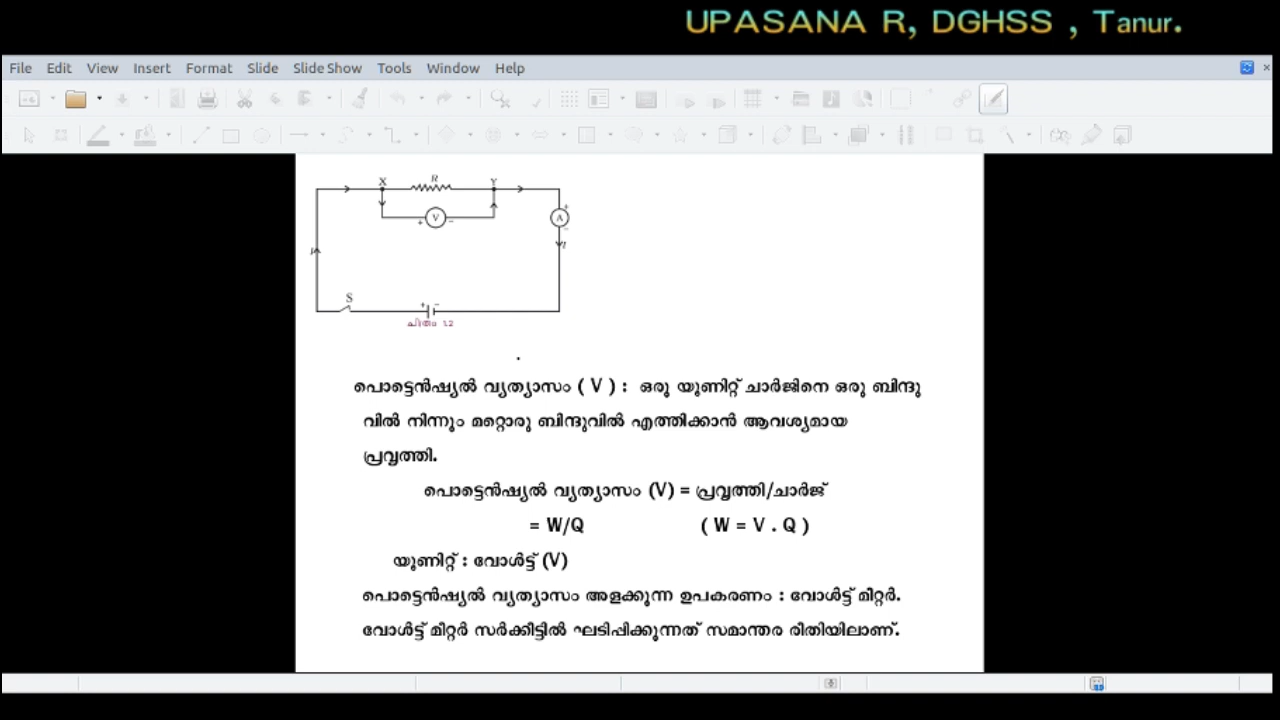 UPASANA R, DGHSS , Tanur.
File Edit View Insert Format Slide Slide Show Tools Window Help
X R Y
+ V −
+
A
−
I
I
S
+ −
ചിത്രം 1.2
പൊട്ടെൻഷ്യൽ വ്യത്യാസം ( V ) : ഒരു യൂണിറ്റ് ചാർജിനെ ഒരു ബിന്ദു
വിൽ നിന്നും മറ്റൊരു ബിന്ദുവിൽ എത്തിക്കാൻ ആവശ്യമായ
പ്രവൃത്തി.
പൊട്ടെൻഷ്യൽ വ്യത്യാസം (V) = പ്രവൃത്തി/ചാർജ്
= W/Q ( W = V . Q )
യൂണിറ്റ് : വോൾട്ട് (V)
പൊട്ടെൻഷ്യൽ വ്യത്യാസം അളക്കുന്ന ഉപകരണം : വോൾട്ട് മീറ്റർ.
വോൾട്ട് മീറ്റർ സർക്കീട്ടിൽ ഘടിപ്പിക്കുന്നത് സമാന്തര രീതിയിലാണ്.